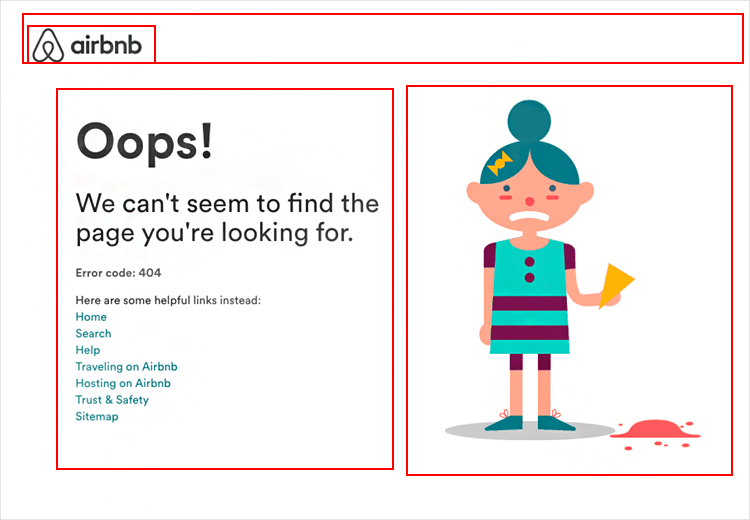 airbnb
Oops!
We can't seem to find the
page you're looking for.
Error code: 404
Here are some helpful links instead:
Home
Search
Help
Traveling on Airbnb
Hosting on Airbnb
Trust & Safety
Sitemap